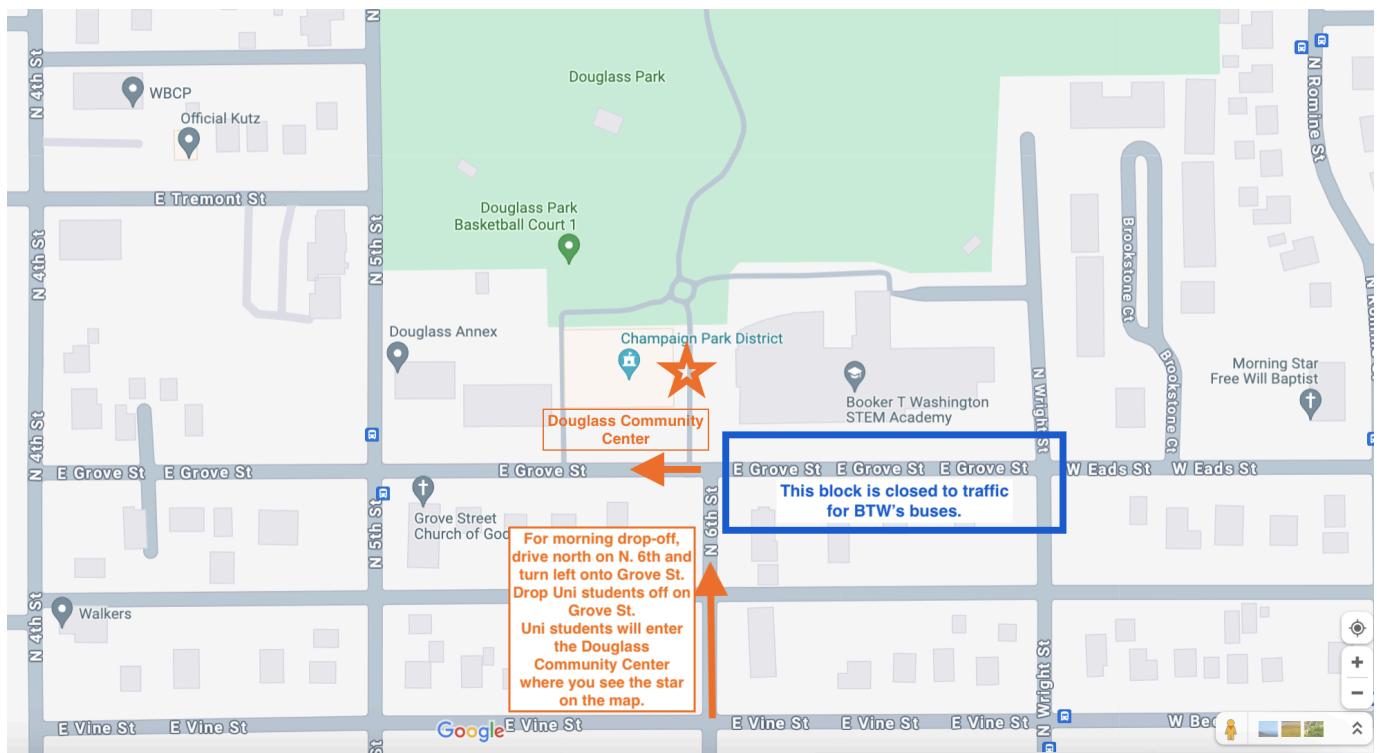 N
N 4th St
WBCP
Official Kutz
Douglass Park
N Romine St
E Tremont St
Douglass Park
Basketball Court 1
N 4th St
N 5th St
Brookstone Ct
Douglass Annex
Champaign Park District
Booker T Washington
STEM Academy
N Wright St
Brookstone Ct
Morning Star
Free Will Baptist
Douglass Community
Center
N 4th St
E Grove St
E Grove St
E Grove St
E Grove St
E Grove St
E Grove St
W Eads St
W Eads St
This block is closed to traffic
for BTW's buses.
Grove Street
Church of God
N 5th St
N 6th St
For morning drop-off,
drive north on N. 6th and
turn left onto Grove St.
Drop Uni students off on
Grove St.
Uni students will enter
the Douglass
Community Center
where you see the star
on the map.
Walkers
N 4th St
N Wright St
E Vine St
E Vine St
Google
E Vine St
E Vine St
E Vine St
E Vine St
W Be
St